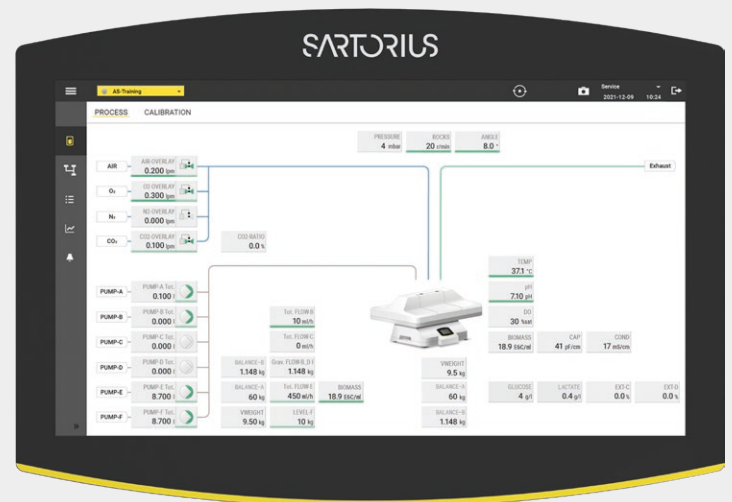 SARTORIUS
AS-Training
Service
2021-12-09 10:24
PROCESS CALIBRATION
PRESSURE
4 mbar
ROCKS
20 r/min
ANGLE
8.0 °
AIR
AIR OVERLAY
0.200 lpm
Exhaust
O₂
O2 OVERLAY
0.300 lpm
N₂
N2 OVERLAY
0.000 lpm
CO₂
CO2 OVERLAY
0.100 lpm
CO2 RATIO
0.0 %
TEMP
37.1 °C
PUMP-A
PUMP-A Tot.
0.100
pH
7.10 pH
PUMP-B
PUMP-B Tot.
0.000
Tot. FLOW-B
10 ml/h
DO
30 %sat
PUMP-C
PUMP-C Tot.
0.000
Tot. FLOW-C
0 ml/h
BIOMASS
18.9 E6C/ml
CAP
41 pF/cm
COND
17 mS/cm
PUMP-D
PUMP-D Tot.
0.000
BALANCE-B
1.148 kg
Grav. FLOW-B,
1.148 kg
VWEIGHT
9.5 kg
PUMP-E
PUMP-E Tot.
8.700
BALANCE-A
60 kg
Tot. FLOW-E
450 ml/h
BIOMASS
18.9 E6C/ml
BALANCE-A
60 kg
GLUCOSE
4 g/l
LACTATE
0.4 g/l
EXT-C
0.0 %
EXT-D
0.0 %
PUMP-F
PUMP-F Tot.
8.700
VWEIGHT
9.50 kg
LEVEL-F
10 kg
BALANCE-B
1.148 kg